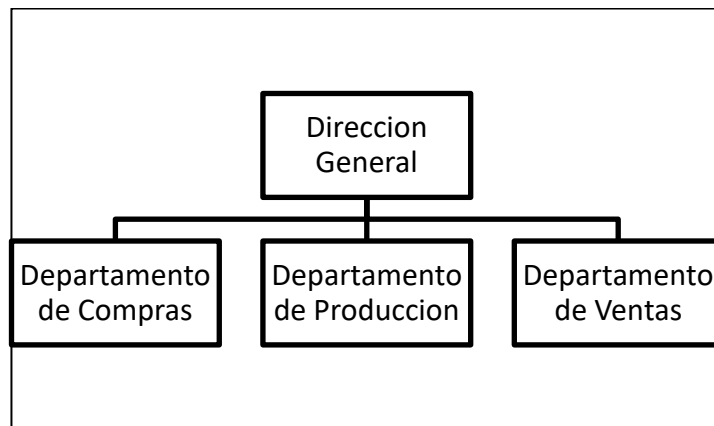 Direccion
General
Departamento
de Compras
Departamento
de Produccion
Departamento
de Ventas